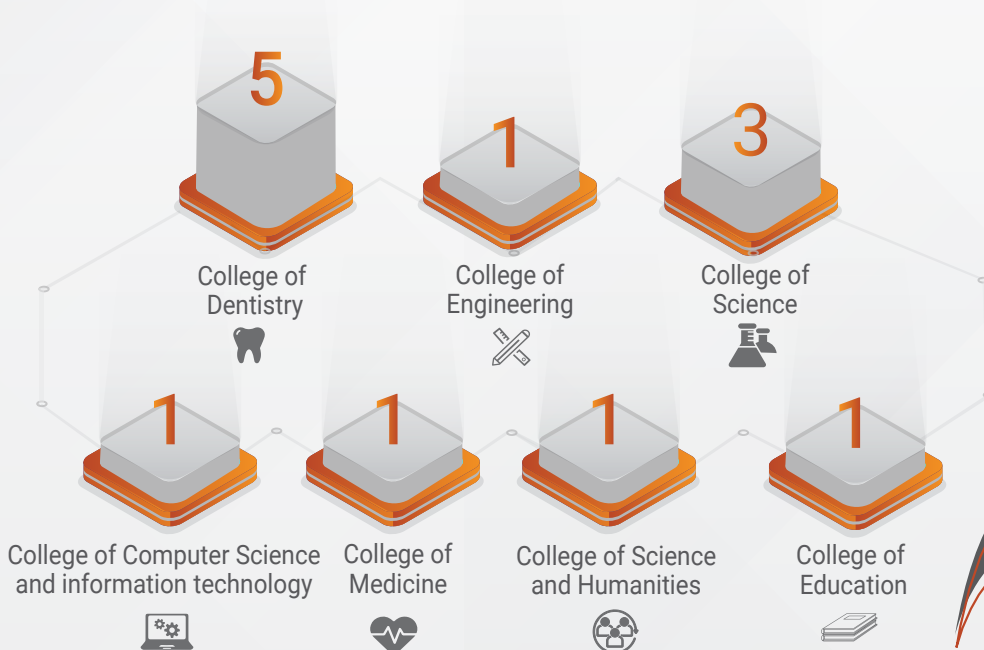 5
1
3
College of
Dentistry
College of
Engineering
College of
Science
1
1
1
1
College of Computer Science
and information technology
College of
Medicine
College of Science
and Humanities
College of
Education